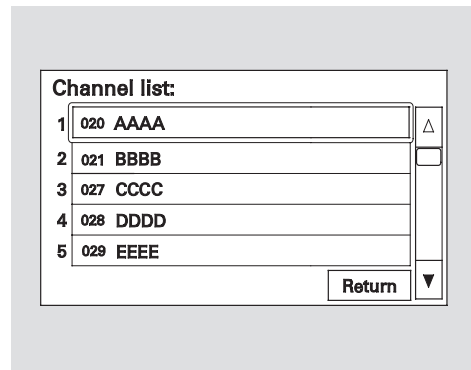 Channel list:
1 020 AAAA
2 021 BBBB
3 027 CCCC
4 028 DDDD
5 029 EEEE
Return